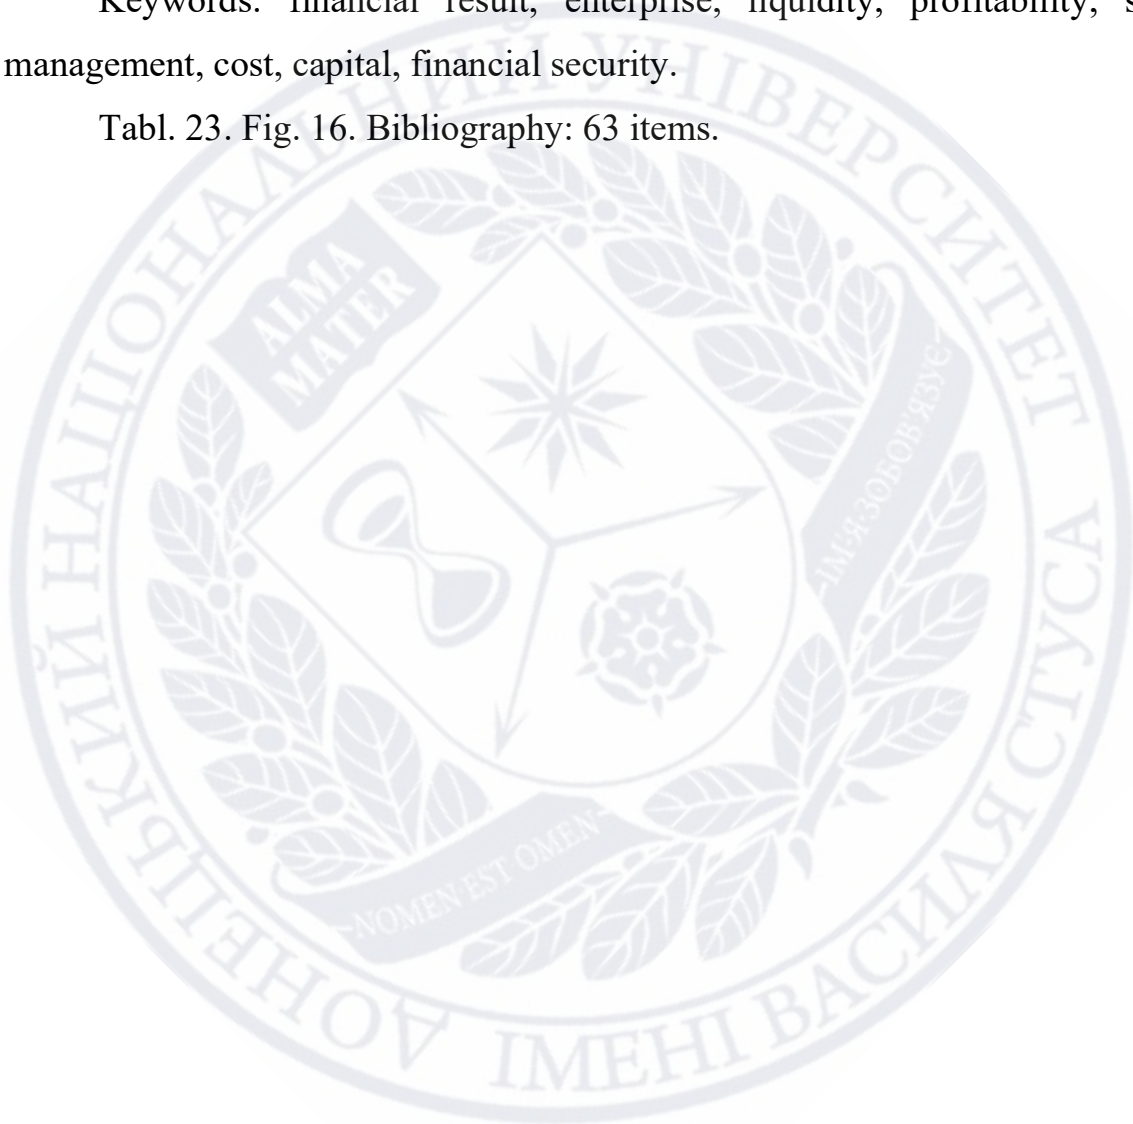 Keywords: financial result, enterprise, liquidity, profitability,
management, cost, capital, financial security.
Tabl. 23. Fig. 16. Bibliography: 63 items.
ДОНЕЦЬКИЙ НАЦІОНАЛЬНИЙ УНІВЕРСИТЕТ
ІМЕНІ ВАСИЛЯ СТУСА
ALMA
MATER
ІМ'Я·ЗОБОВ'ЯЗУЄ
NOMEN·EST·OMEN